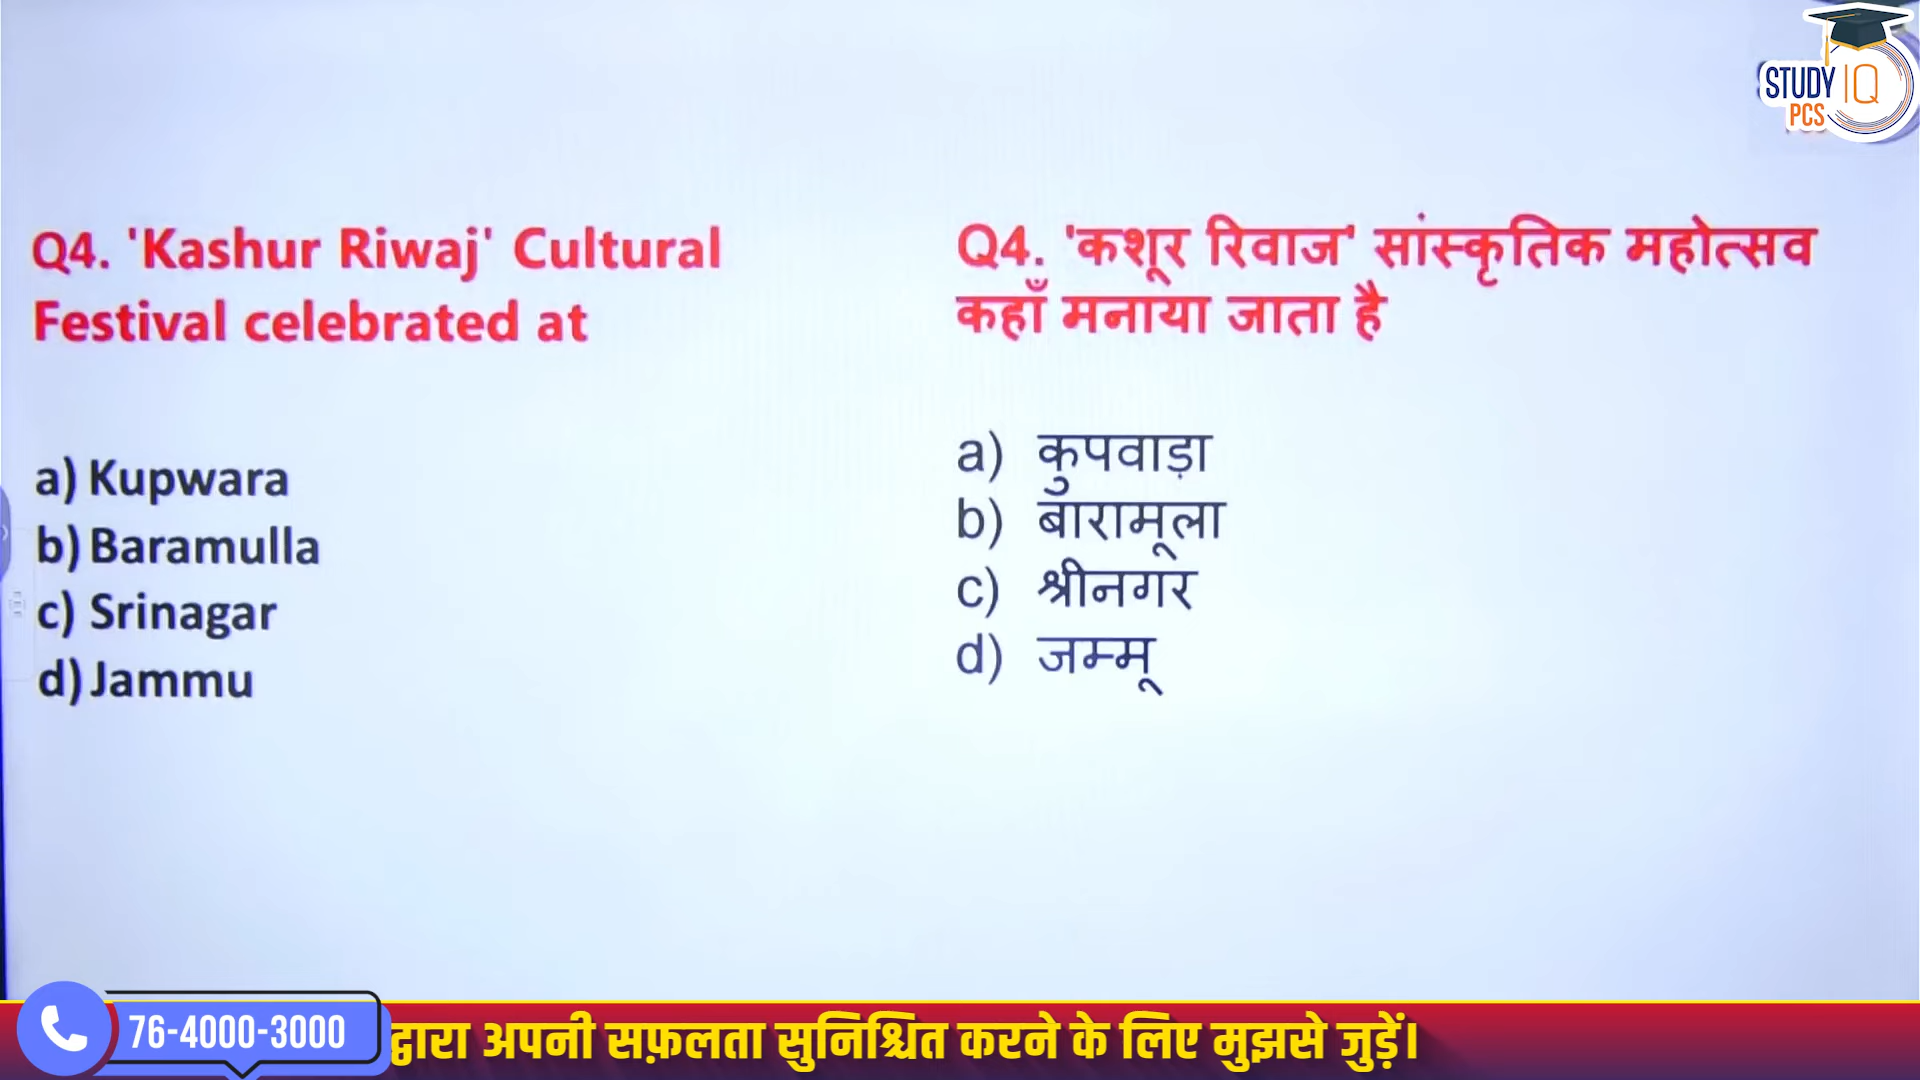 STUDY IQ
PCS
Q4. 'Kashur Riwaj' Cultural
Festival celebrated at
a) Kupwara
b) Baramulla
c) Srinagar
d) Jammu
Q4. 'कशूर रिवाज' सांस्कृतिक महोत्सव
कहाँ मनाया जाता है
a) कुपवाड़ा
b) बारामूला
c) श्रीनगर
d) जम्मू
76-4000-3000
द्वारा अपनी सफ़लता सुनिश्चित करने के लिए मुझसे जुड़ें।